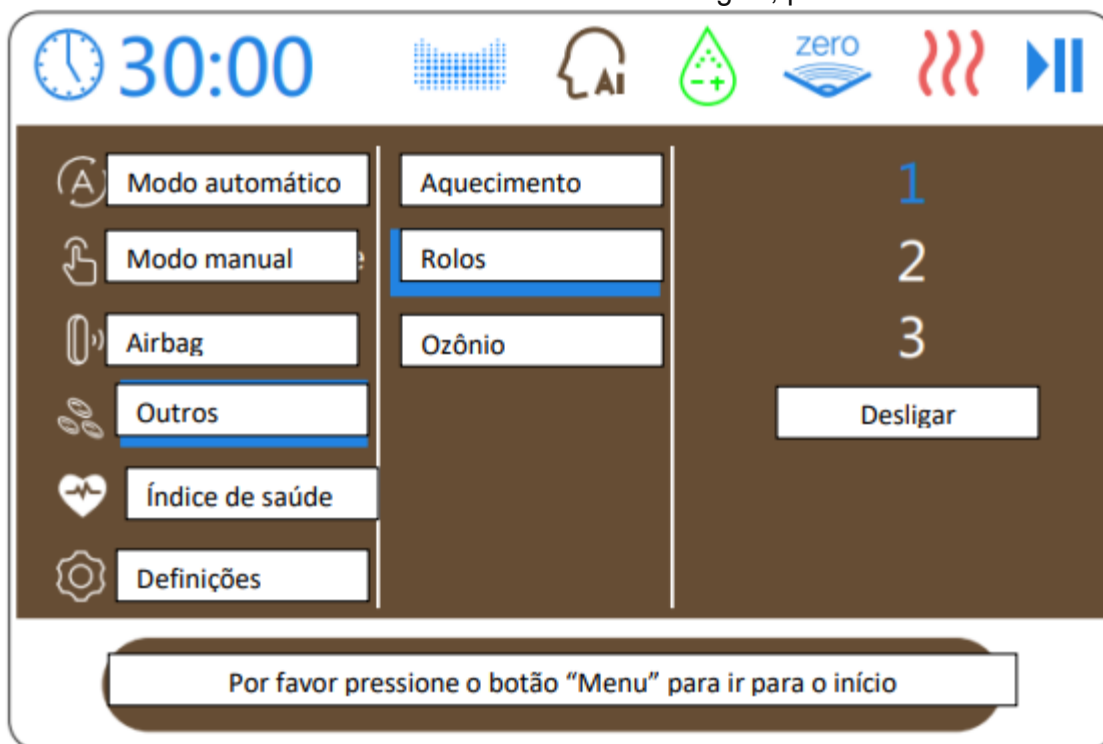 30:00
AI
- +
zero
Modo automático
Aquecimento
1
Modo manual
Rolos
2
Airbag
Ozônio
3
Outros
Desligar
Índice de saúde
Definições
Por favor pressione o botão “Menu” para ir para o início